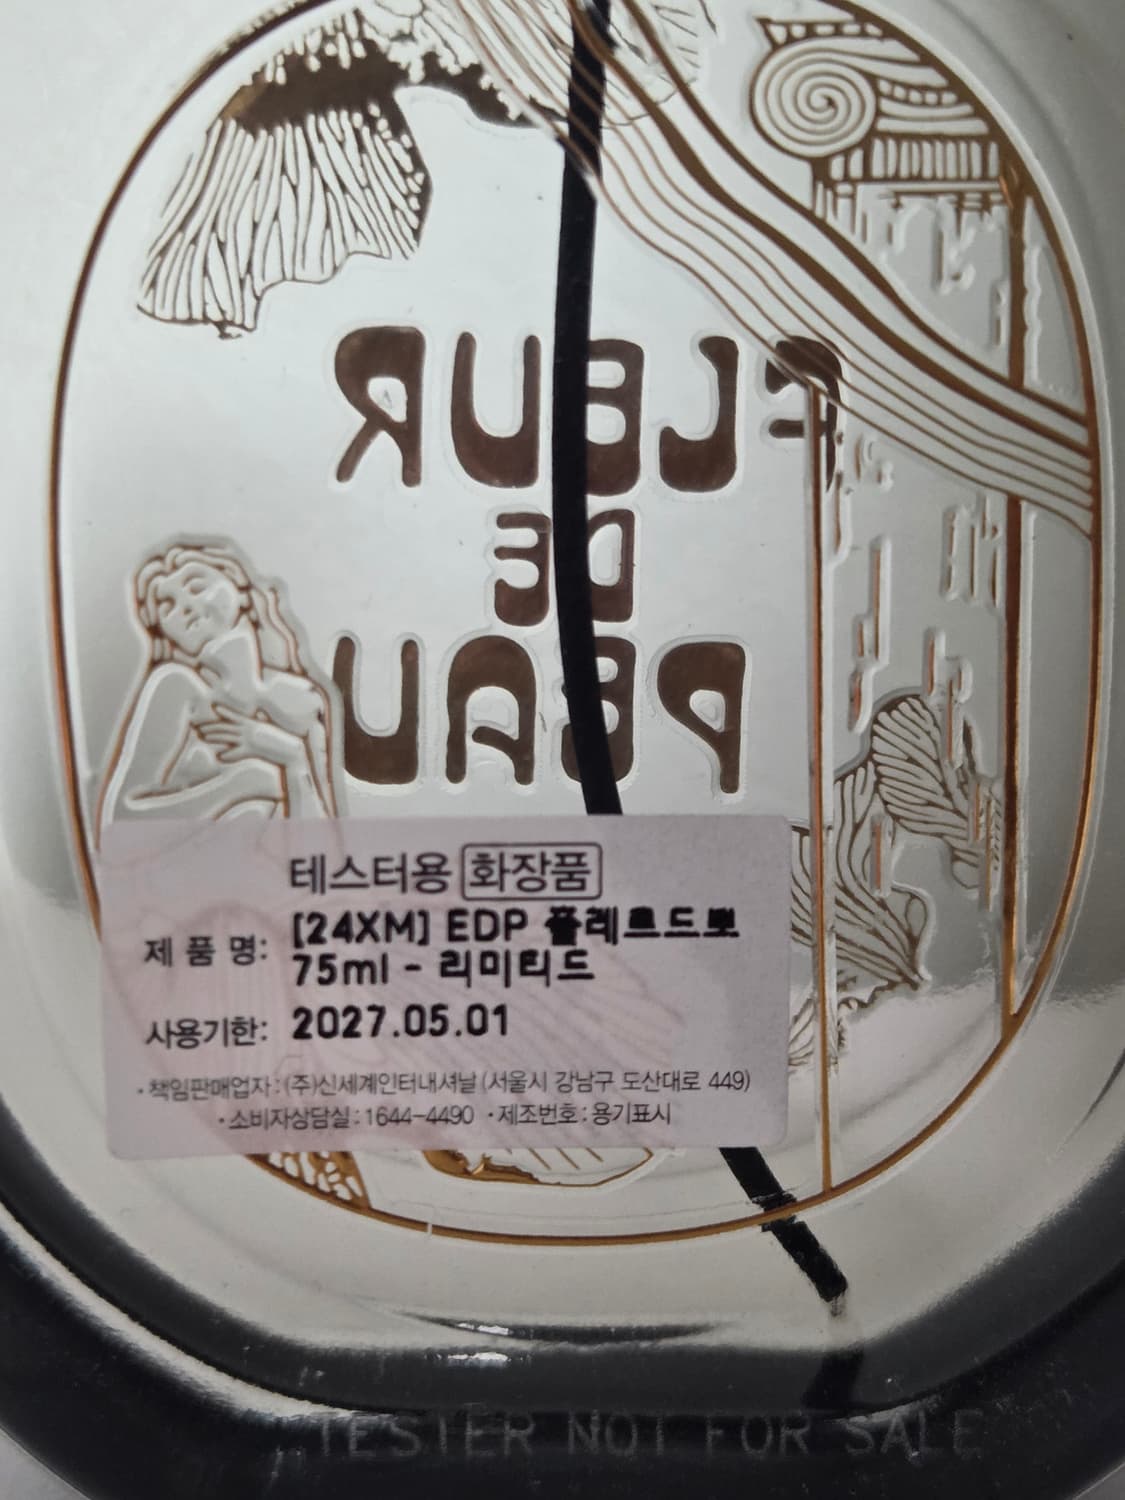 FLEUR
DE
PEAU
테스터용 화장품
제 품 명: [24XM] EDP 플레르드뽀
75ml - 리미티드
사용기한: 2027.05.01
• 책임판매업자 : (주)신세계인터내셔날 (서울시 강남구 도산대로 449)
• 소비자상담실 : 1644-4490 • 제조번호 : 용기표시
TESTER NOT FOR SALE